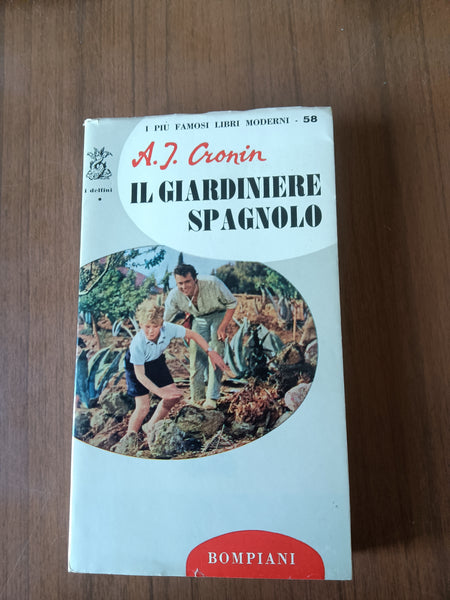 I PIÙ FAMOSI LIBRI MODERNI - 58
A. J. Cronin
i delfini
IL GIARDINIERE
SPAGNOLO
BOMPIANI